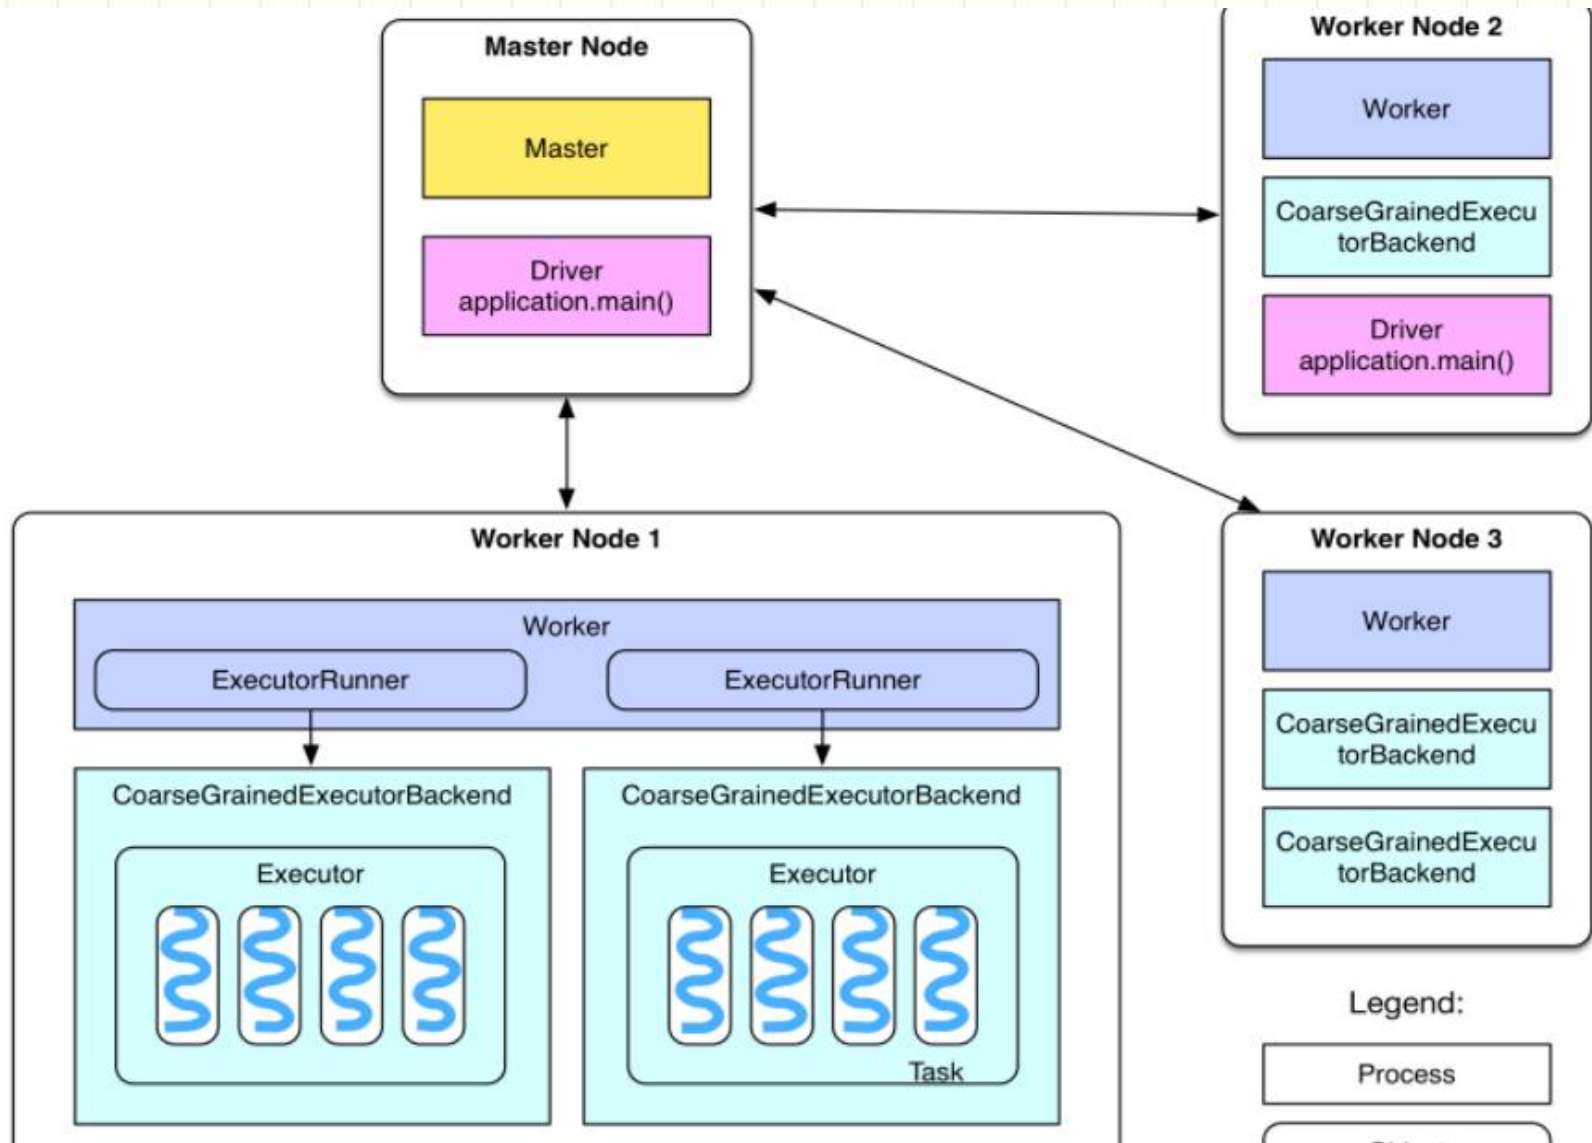 Master Node
Master
Driver
application.main()
Worker Node 2
Worker
CoarseGrainedExecu
torBackend
Driver
application.main()
Worker Node 1
Worker
ExecutorRunner
ExecutorRunner
CoarseGrainedExecutorBackend
Executor
CoarseGrainedExecutorBackend
Executor
Task
Worker Node 3
Worker
CoarseGrainedExecu
torBackend
CoarseGrainedExecu
torBackend
Legend:
Process